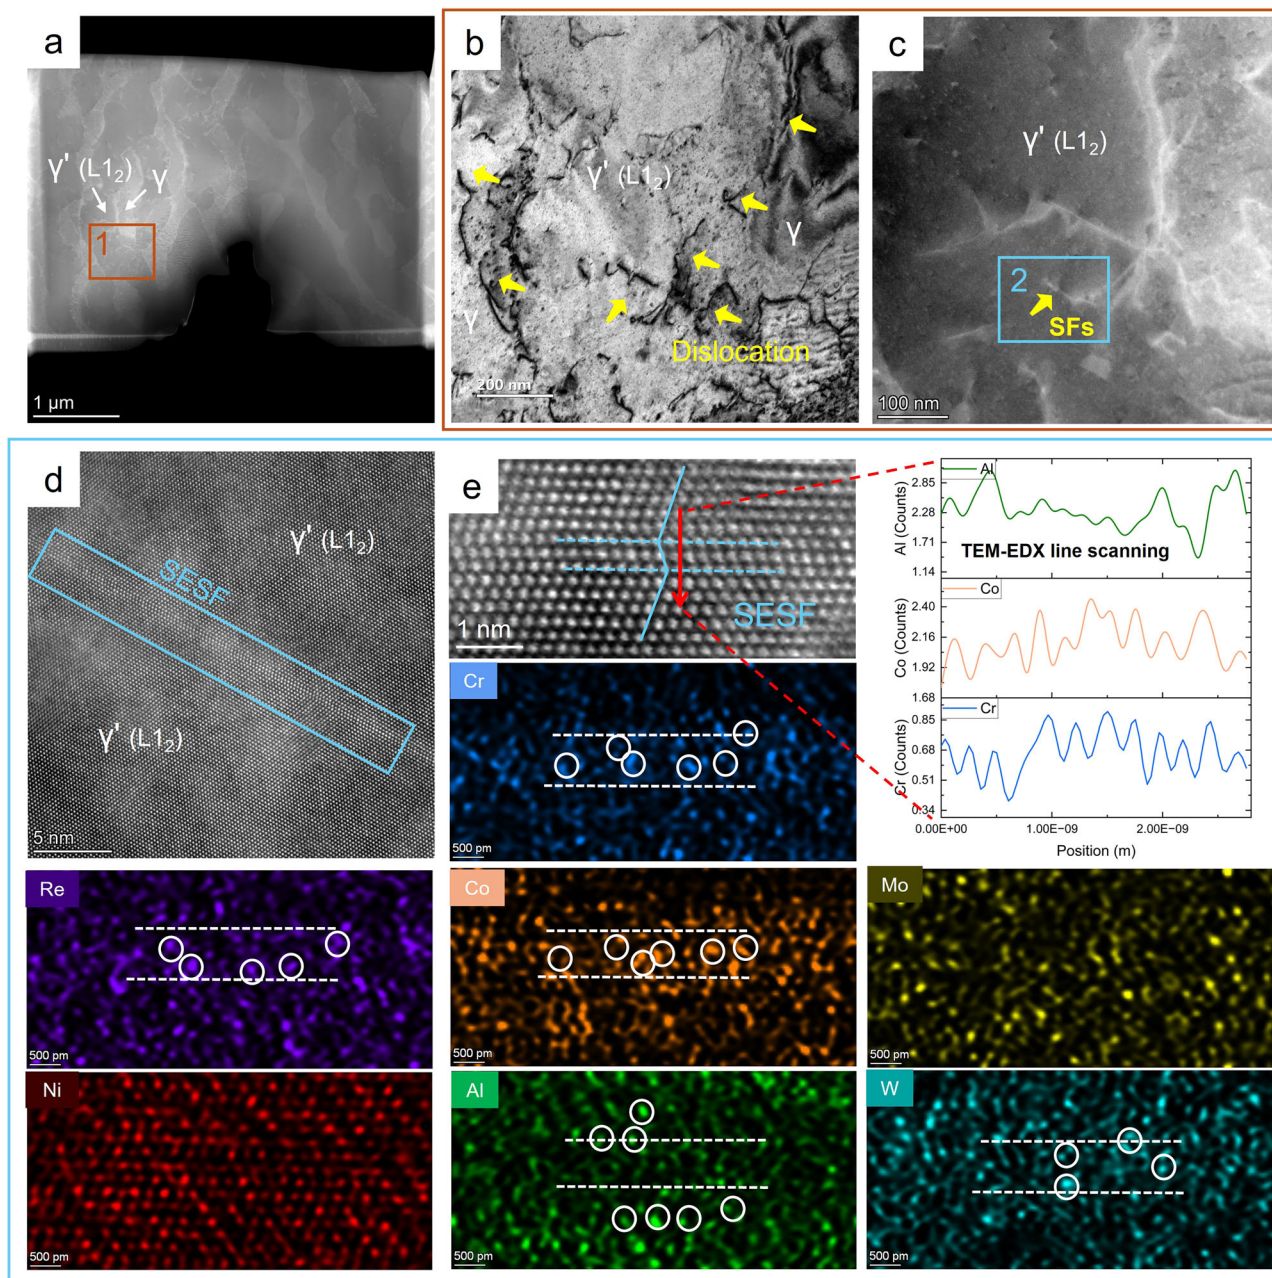 a
γ' (L1₂)
γ
1
1 μm
b
γ' (L1₂)
γ
γ
Dislocation
200 nm
c
γ' (L1₂)
2
SFs
100 nm
d
γ' (L1₂)
SESF
γ' (L1₂)
5 nm
e
SESF
1 nm
Al
2.85
2.28
1.71
1.14
Al (Counts)
TEM-EDX line scanning
Co
2.40
2.16
1.92
1.68
Co (Counts)
Cr
0.85
0.68
0.51
0.34
Cr (Counts)
0.00E+00 1.00E-09 2.00E-09
Position (m)
Cr
500 pm
Re
500 pm
Co
500 pm
Mo
500 pm
Ni
500 pm
Al
500 pm
W
500 pm